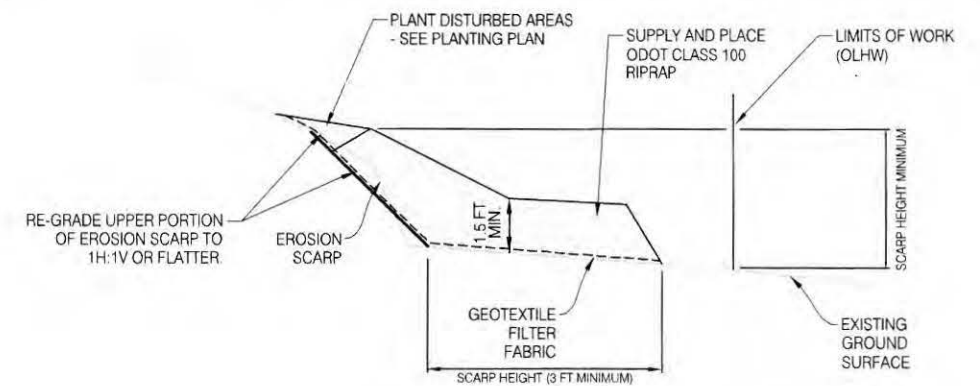 PLANT DISTURBED AREAS
- SEE PLANTING PLAN
SUPPLY AND PLACE
ODOT CLASS 100
RIPRAP
LIMITS OF WORK
(OLHW)
RE-GRADE UPPER PORTION
OF EROSION SCARP TO
1H:1V OR FLATTER
EROSION
SCARP
1.5 FT
MIN.
SCARP HEIGHT MINIMUM
GEOTEXTILE
FILTER
FABRIC
EXISTING
GROUND
SURFACE
SCARP HEIGHT (3 FT MINIMUM)